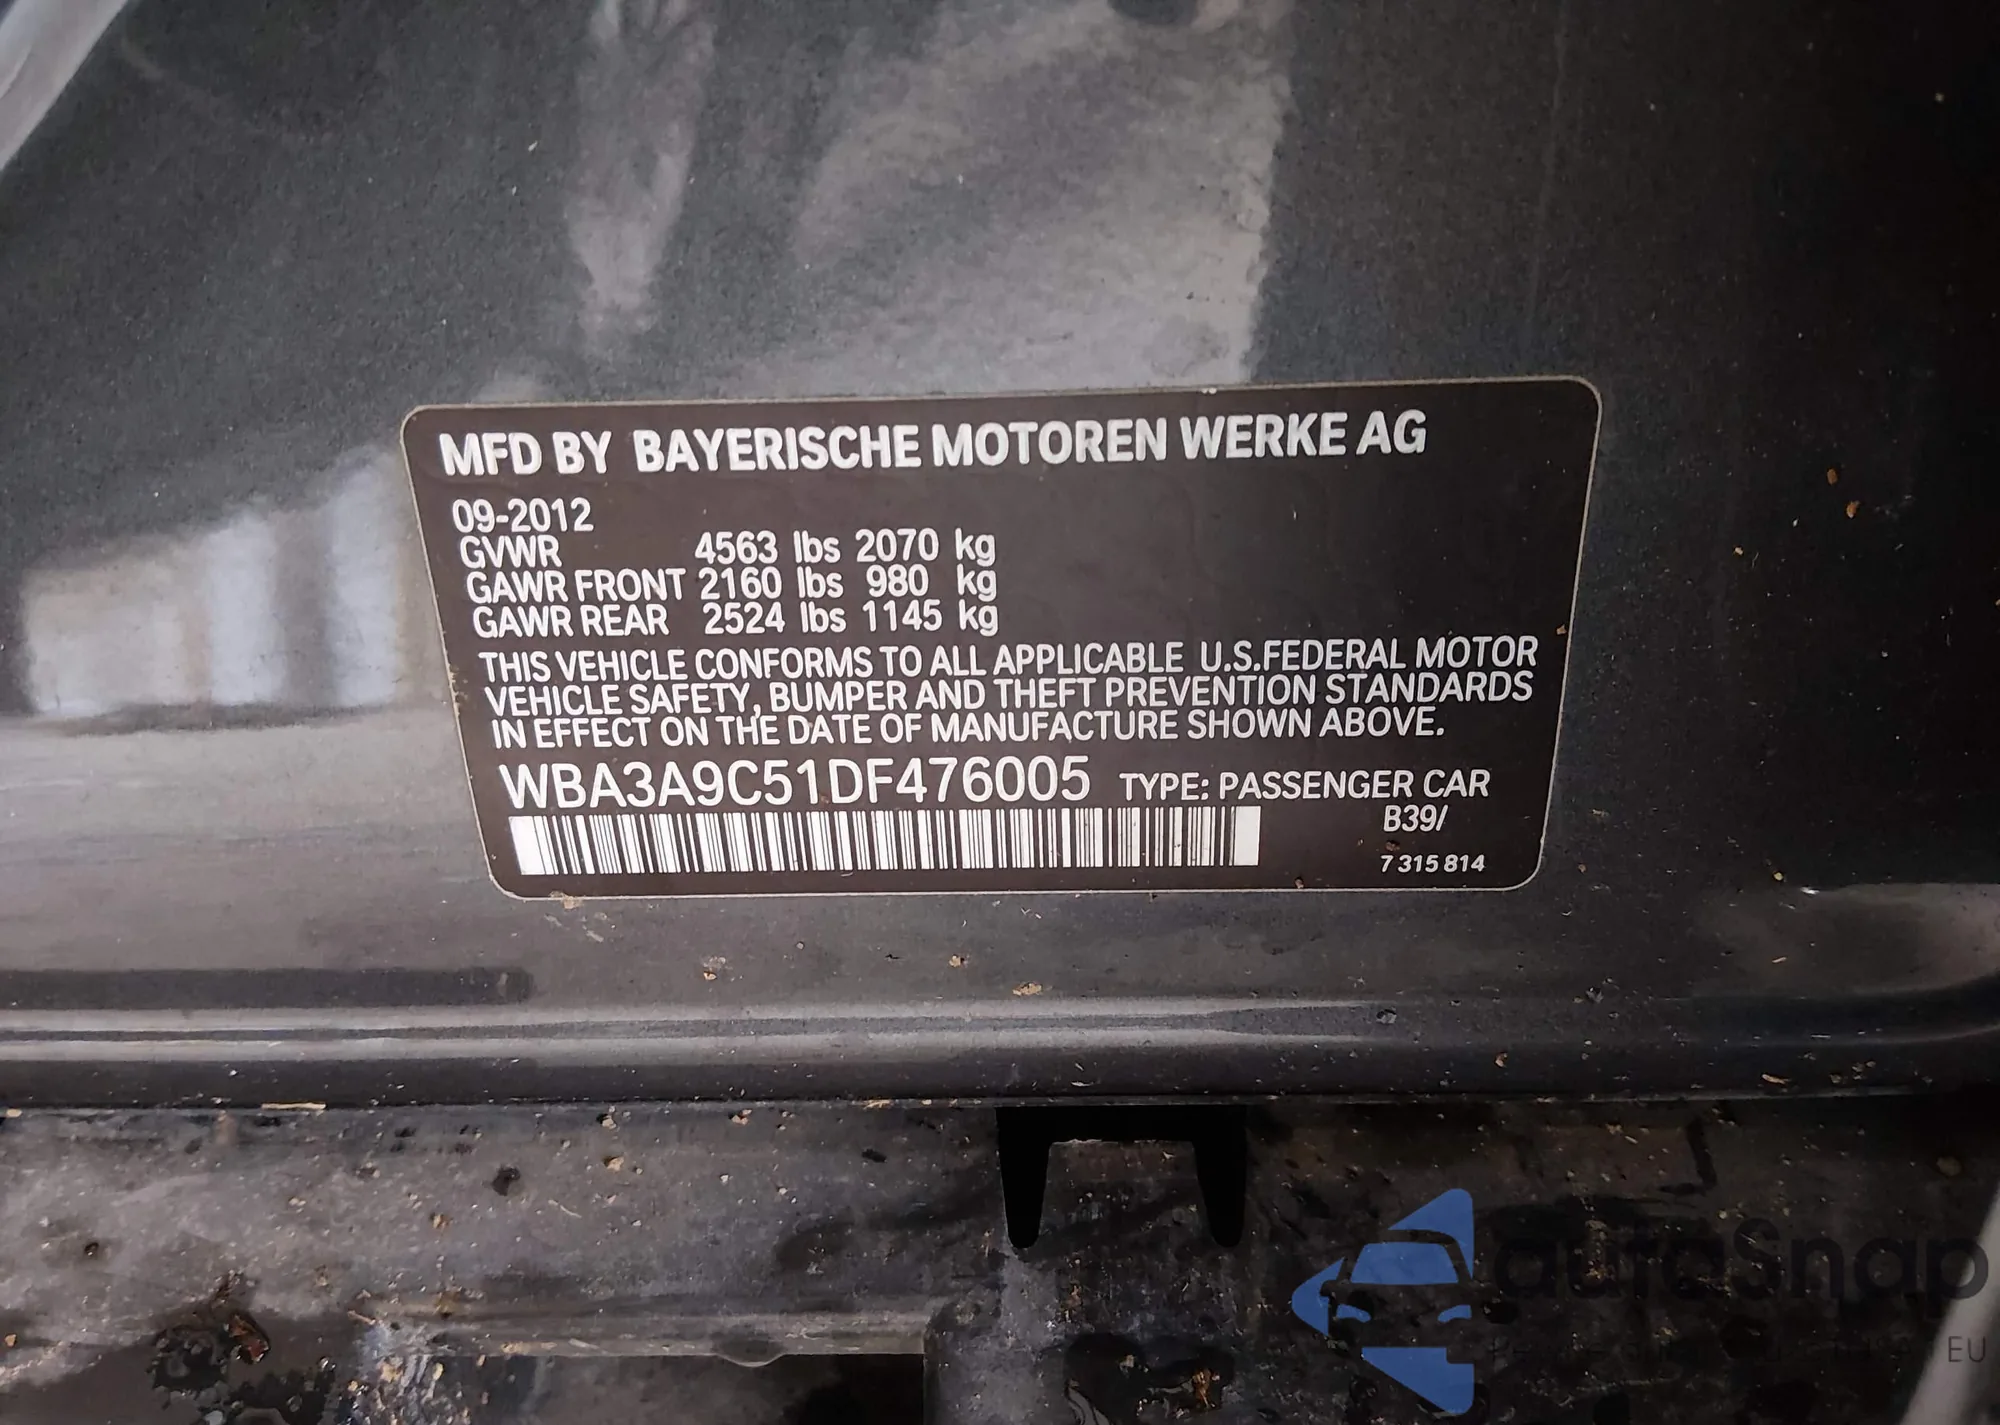 MFD BY BAYERISCHE MOTOREN WERKE AG
09-2012
GVWR 4563 lbs 2070 kg
GAWR FRONT 2160 lbs 980 kg
GAWR REAR 2524 lbs 1145 kg
THIS VEHICLE CONFORMS TO ALL APPLICABLE U.S.FEDERAL MOTOR
VEHICLE SAFETY, BUMPER AND THEFT PREVENTION STANDARDS
IN EFFECT ON THE DATE OF MANUFACTURE SHOWN ABOVE.
WBA3A9C51DF476005 TYPE: PASSENGER CAR
B39/
7 315 814
autoSnap
EU